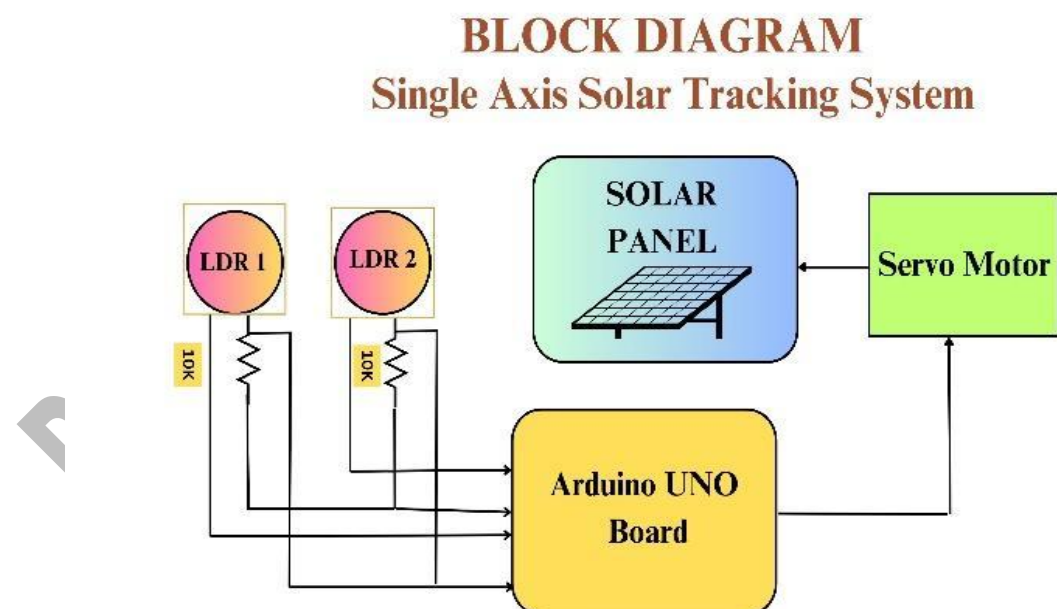 BLOCK DIAGRAM
Single Axis Solar Tracking System
LDR 1
LDR 2
SOLAR
PANEL
Servo Motor
10K
10K
Arduino UNO
Board